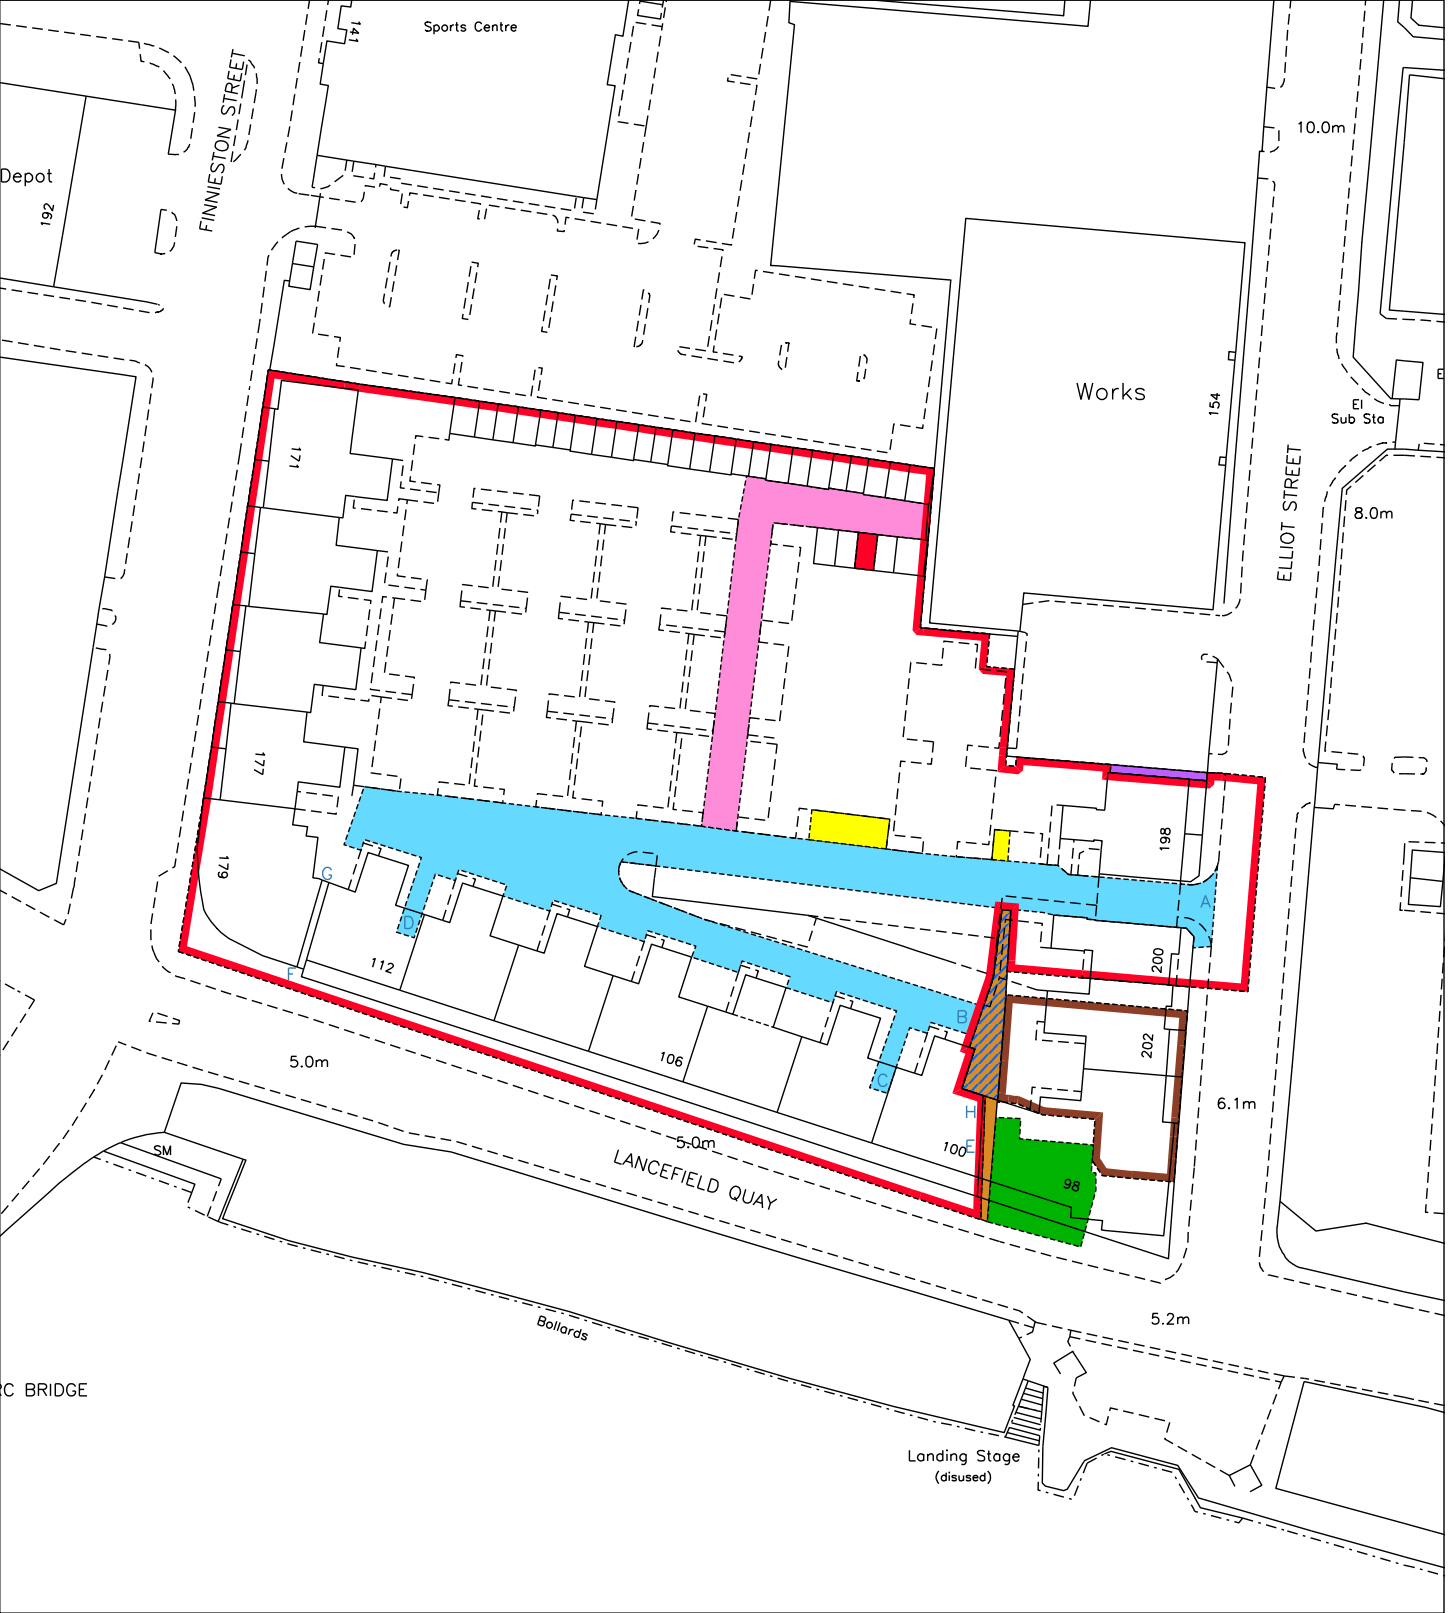 Sports Centre
141
FINNIESTON STREET
10.0m
Depot
192
Works
154
El
Sub Sta
E
171
ELLIOT STREET
8.0m
177
198
179
G
A
D
F
112
200
B
202
106
C
5.0m
H
6.1m
5.0m
100
E
SM
LANCEFIELD QUAY
98
Bollards
5.2m
RC BRIDGE
Landing Stage
(disused)